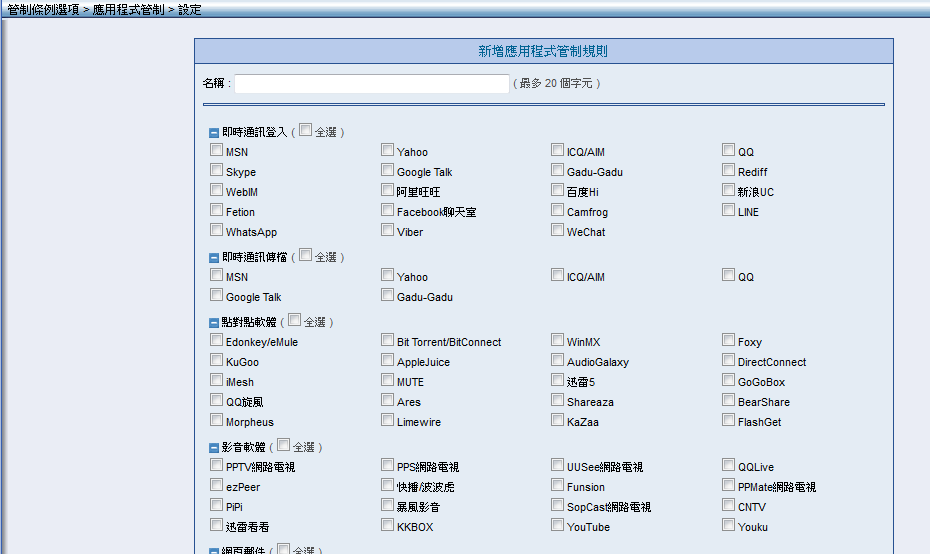 管制條例選項 > 應用程式管制 > 設定
新增應用程式管制規則
名稱 : ( 最多 20 個字元 )
即時通訊登入 ( 全選 )
MSN Yahoo ICQ/AIM QQ
Skype Google Talk Gadu-Gadu Rediff
WebIM 阿里旺旺 百度Hi 新浪UC
Fetion Facebook聊天室 Camfrog LINE
WhatsApp Viber WeChat
即時通訊傳檔 ( 全選 )
MSN Yahoo ICQ/AIM QQ
Google Talk Gadu-Gadu
點對點軟體 ( 全選 )
Edonkey/eMule Bit Torrent/BitConnect WinMX Foxy
KuGoo AppleJuice AudioGalaxy DirectConnect
iMesh MUTE 迅雷5 GoGoBox
QQ旋風 Ares Shareaza BearShare
Morpheus Limewire KaZaa FlashGet
影音軟體 ( 全選 )
PPTV網路電視 PPS網路電視 UUSee網路電視 QQLive
ezPeer 快播/波波虎 Funsion PPMate網路電視
PiPi 暴風影音 SopCast網路電視 CNTV
迅雷看看 KKBOX YouTube Youku
網頁郵件 ( 全選 )